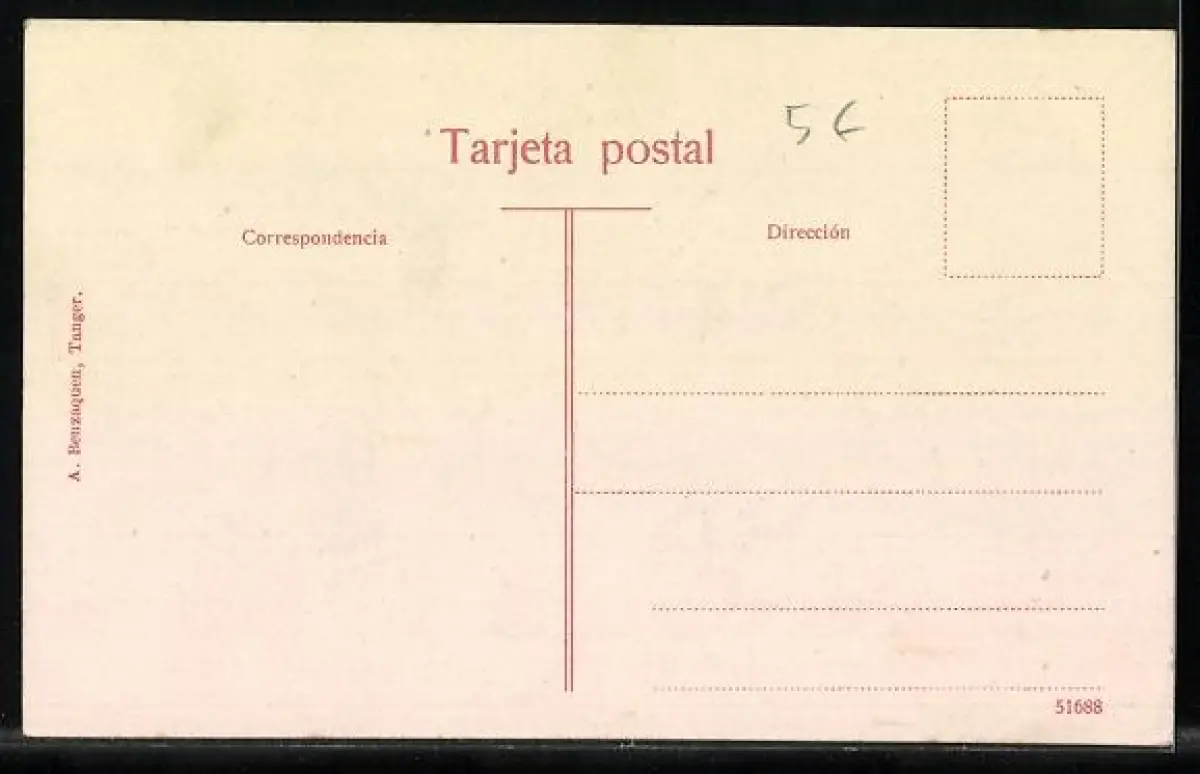 Tarjeta postal
5 €
Correspondencia
Dirección
A. Benzaquen, Tanger.
51688